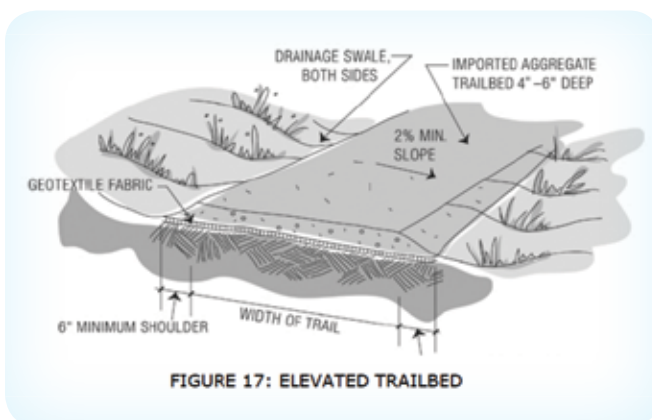 DRAINAGE SWALE,
BOTH SIDES
IMPORTED AGGREGATE
TRAILBED 4" –6" DEEP
2% MIN.
SLOPE
GEOTEXTILE FABRIC
6" MINIMUM SHOULDER
WIDTH OF TRAIL
FIGURE 17: ELEVATED TRAILBED